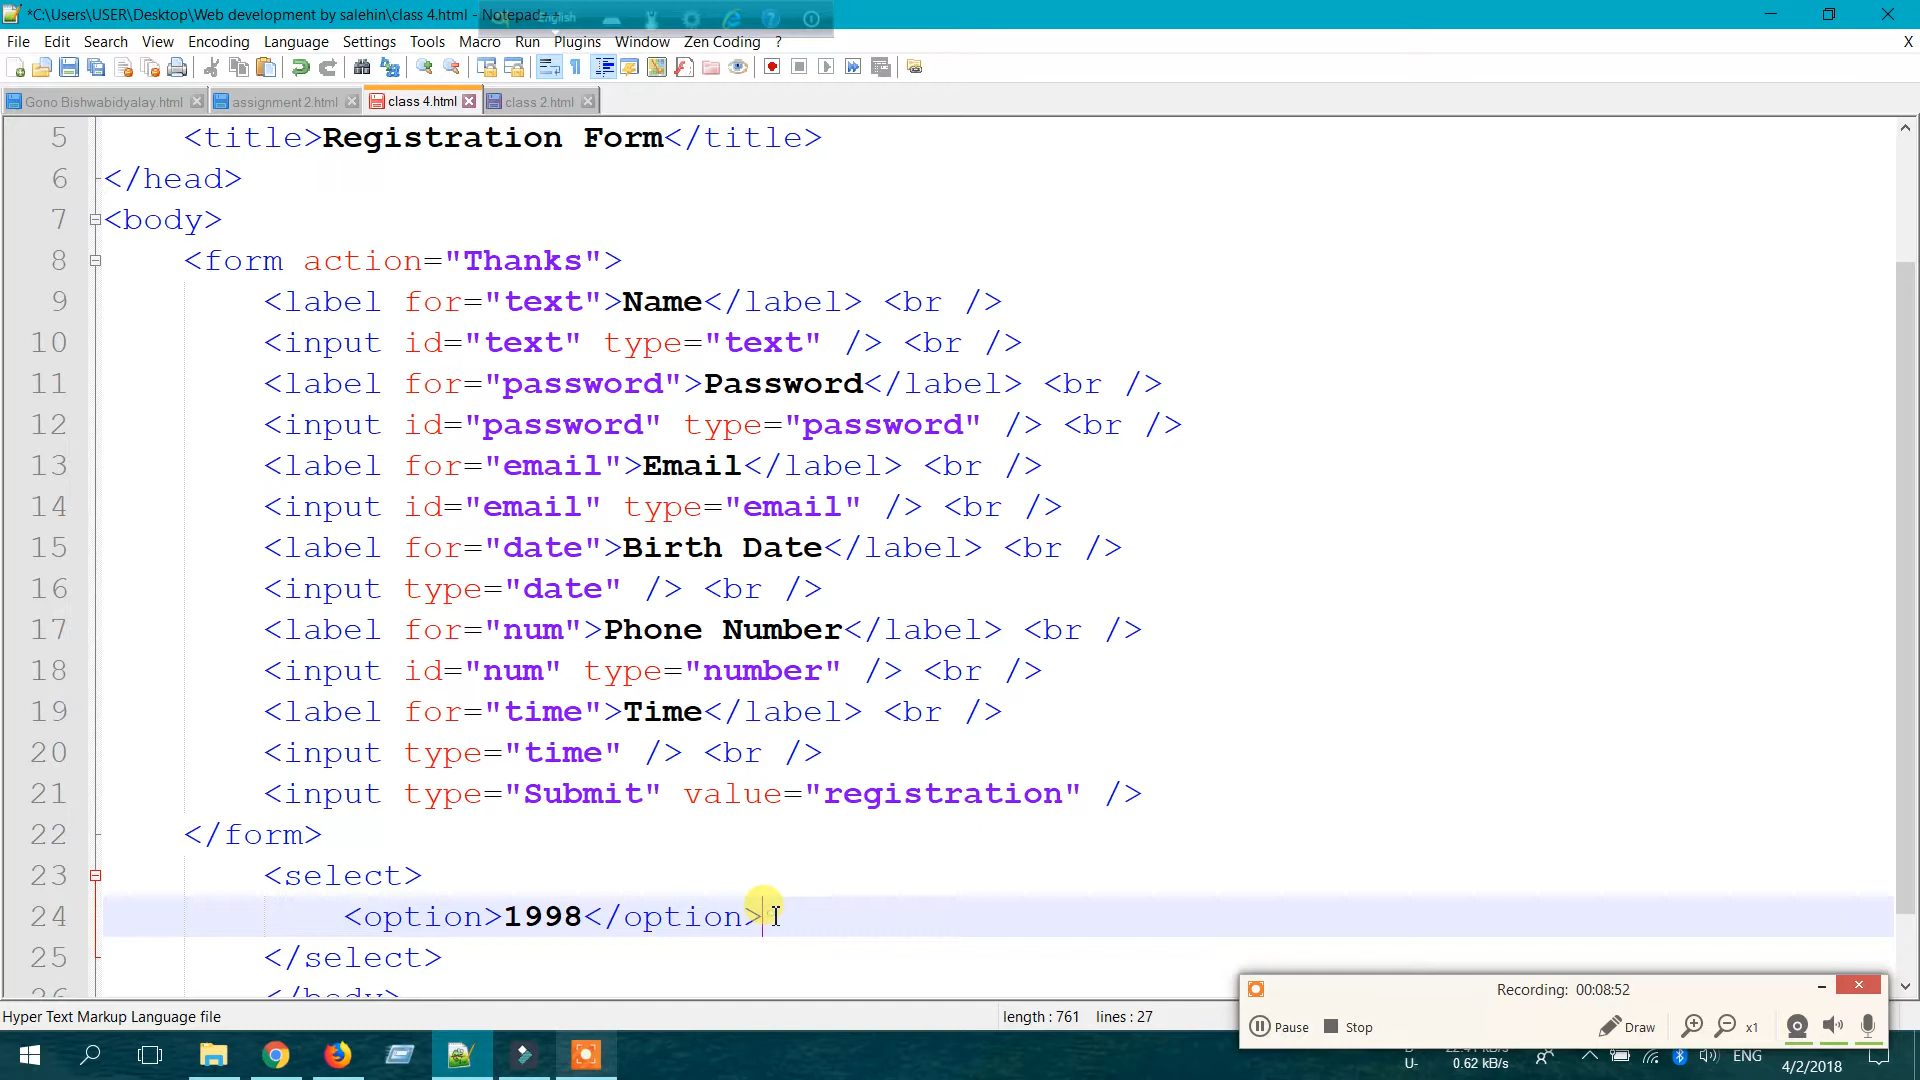 *C:\Users\USER\Desktop\Web development by salehin\class 4.html - Notepad++
English
File Edit Search View Encoding Language Settings Tools Macro Run Plugins Window Zen Coding ? X
Gono Bishwabidyalay.html assignment 2.html class 4.html class 2.html
5 <title>Registration Form</title>
6 </head>
7 <body>
8 <form action="Thanks">
9 <label for="text">Name</label> <br />
10 <input id="text" type="text" /> <br />
11 <label for="password">Password</label> <br />
12 <input id="password" type="password" /> <br />
13 <label for="email">Email</label> <br />
14 <input id="email" type="email" /> <br />
15 <label for="date">Birth Date</label> <br />
16 <input type="date" /> <br />
17 <label for="num">Phone Number</label> <br />
18 <input id="num" type="number" /> <br />
19 <label for="time">Time</label> <br />
20 <input type="time" /> <br />
21 <input type="Submit" value="registration" />
22 </form>
23 <select>
24 <option>1998</option>
25 </select>
26 </body>
Recording: 00:08:52
Pause Stop Draw x1
Hyper Text Markup Language file length : 761 lines : 27
U- 0.62 kB/s ENG
4/2/2018